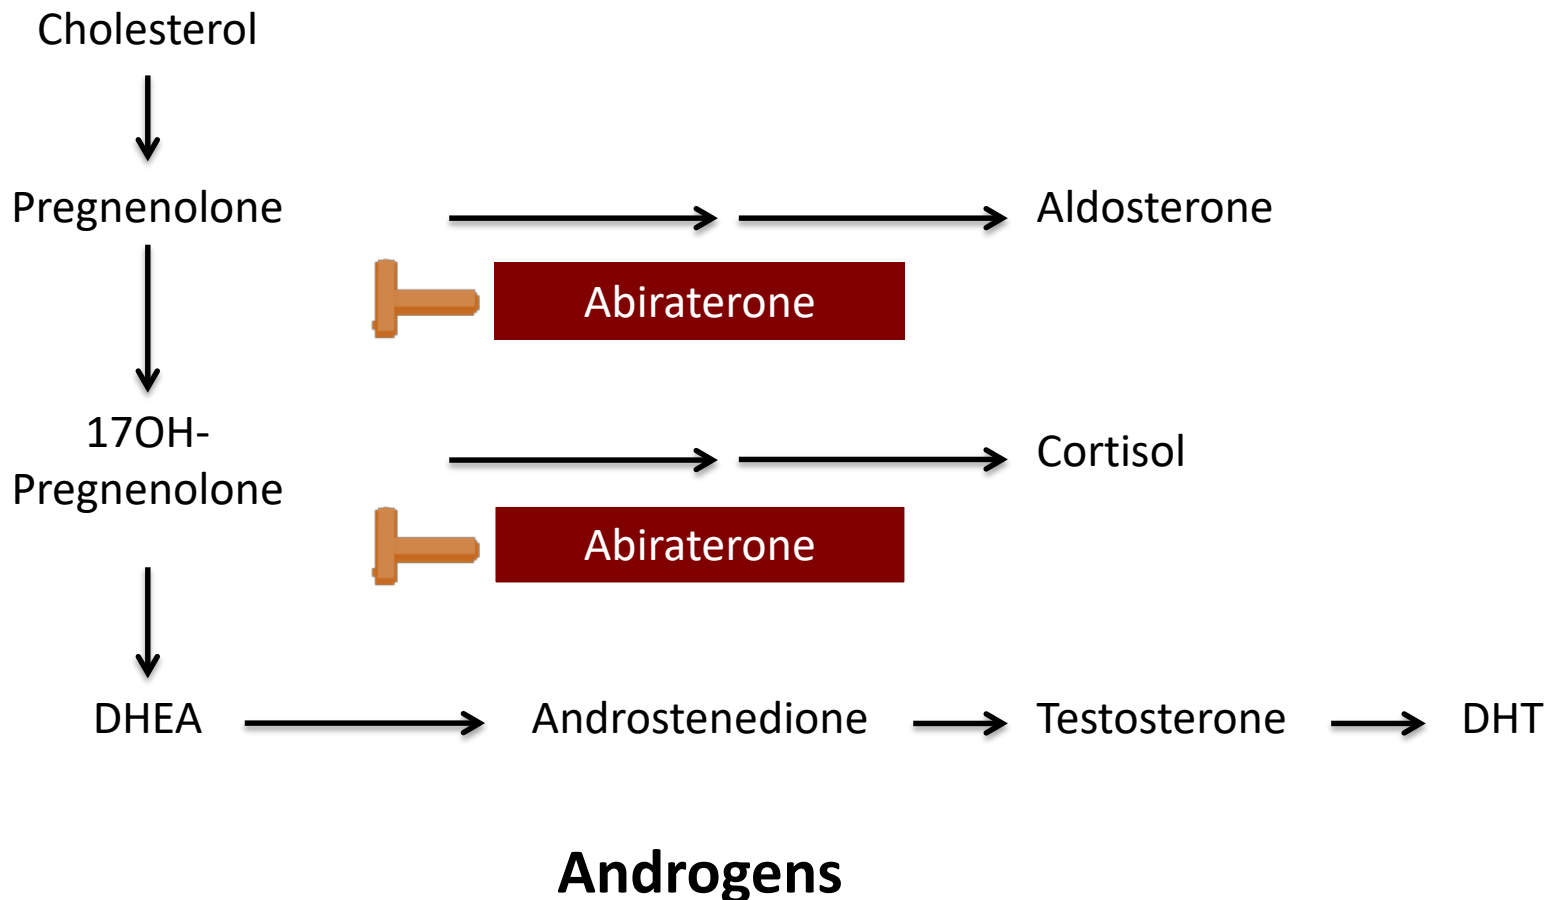 Cholesterol
Pregnenolone
Aldosterone
Abiraterone
17OH-
Pregnenolone
Cortisol
Abiraterone
DHEA
Androstenedione
Testosterone
DHT
Androgens